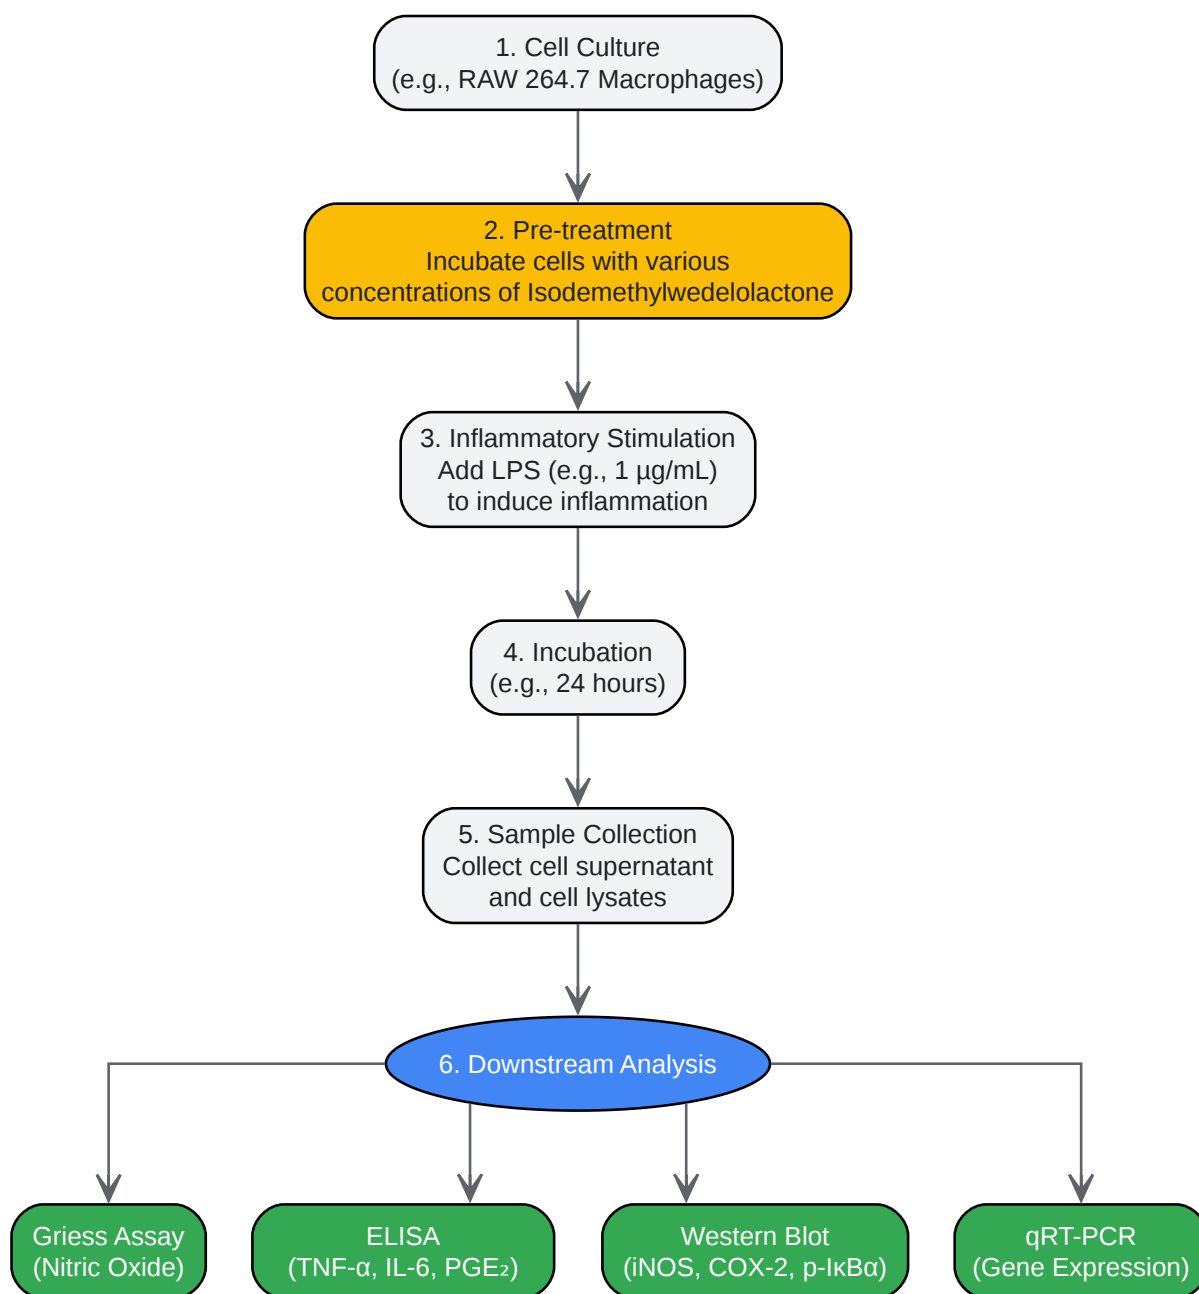 1. Cell Culture
(e.g., RAW 264.7 Macrophages)
2. Pre-treatment
Incubate cells with various
concentrations of Isodemethylwedelolactone
3. Inflammatory Stimulation
Add LPS (e.g., 1 µg/mL)
to induce inflammation
4. Incubation
(e.g., 24 hours)
5. Sample Collection
Collect cell supernatant
and cell lysates
6. Downstream Analysis
Griess Assay
(Nitric Oxide)
ELISA
(TNF-α, IL-6, PGE₂)
Western Blot
(iNOS, COX-2, p-IκBα)
qRT-PCR
(Gene Expression)